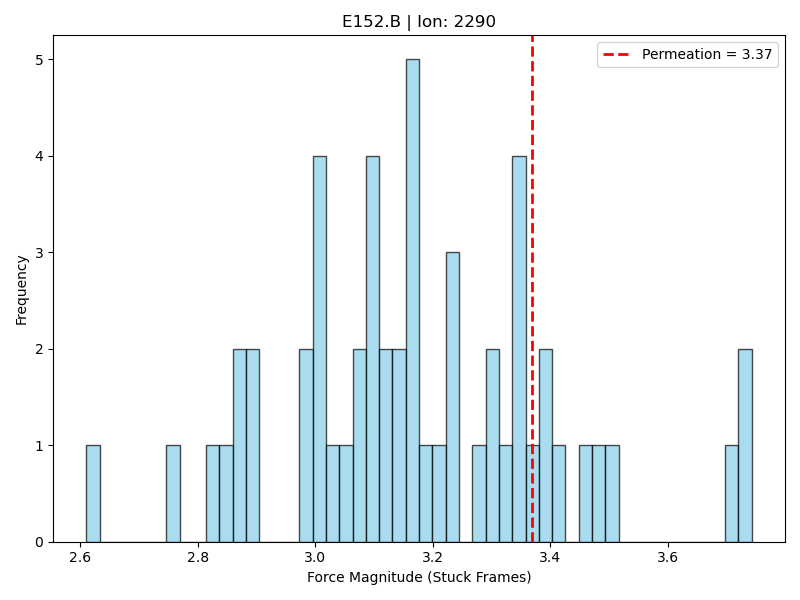 E152.B | Ion: 2290
Permeation = 3.37
5
4
3
2
1
0
Frequency
2.6 2.8 3.0 3.2 3.4 3.6
Force Magnitude (Stuck Frames)